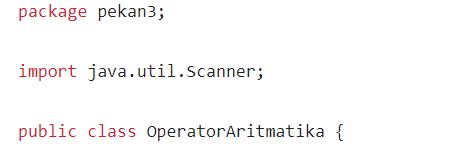 package pekan3;
import java.util.Scanner;
public class OperatorAritmatika {